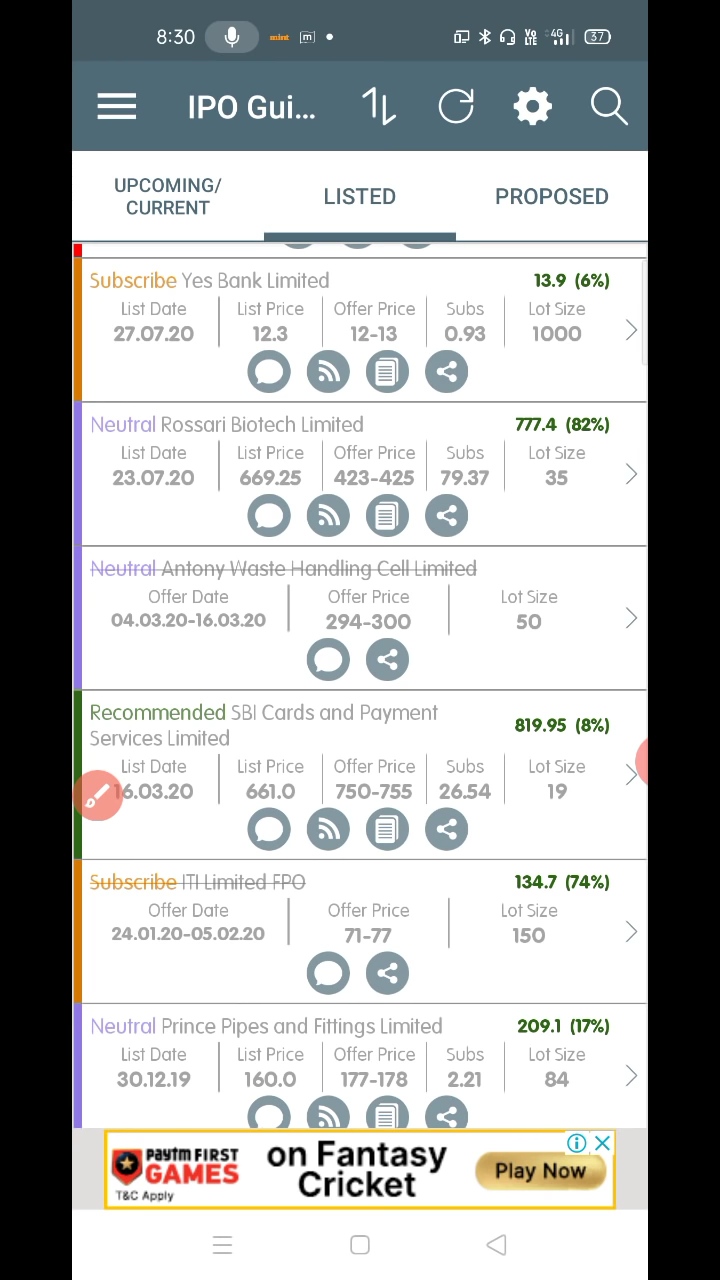 8:30 mint m Vo LTE 4G 37
IPO Gui...
UPCOMING/
CURRENT
LISTED
PROPOSED
Subscribe Yes Bank Limited 13.9 (6%)
List Date List Price Offer Price Subs Lot Size
27.07.20 12.3 12-13 0.93 1000
Neutral Rossari Biotech Limited 777.4 (82%)
List Date List Price Offer Price Subs Lot Size
23.07.20 669.25 423-425 79.37 35
Neutral Antony Waste Handling Cell Limited
Offer Date Offer Price Lot Size
04.03.20-16.03.20 294-300 50
Recommended SBI Cards and Payment
Services Limited
819.95 (8%)
List Date List Price Offer Price Subs Lot Size
16.03.20 661.0 750-755 26.54 19
Subscribe ITI Limited FPO 134.7 (74%)
Offer Date Offer Price Lot Size
24.01.20-05.02.20 71-77 150
Neutral Prince Pipes and Fittings Limited 209.1 (17%)
List Date List Price Offer Price Subs Lot Size
30.12.19 160.0 177-178 2.21 84
paytm FIRST
GAMES
T&C Apply
on Fantasy
Cricket
Play Now